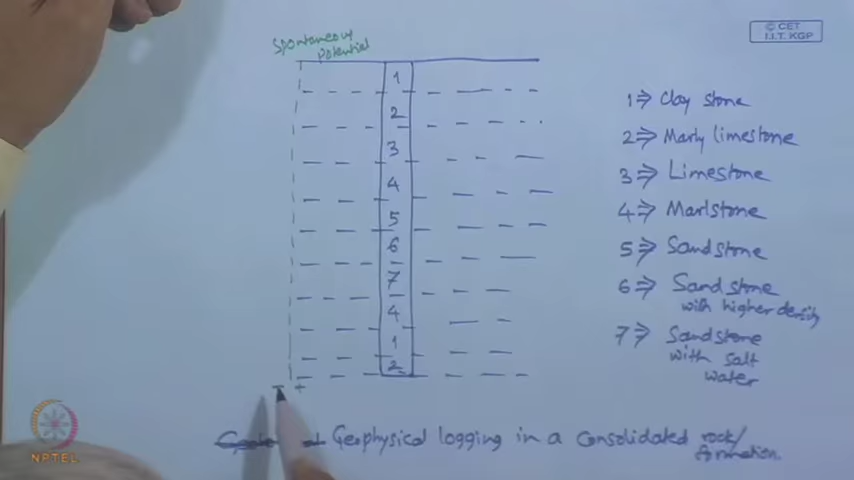 © CET
I.I.T. KGP
Spontaneous
Potential
1
2
3
4
5
6
7
4
1
2
- +
1 ⇒ Clay stone
2 ⇒ Marly limestone
3 ⇒ Limestone
4 ⇒ Marlstone
5 ⇒ Sandstone
6 ⇒ Sandstone
with higher density
7 ⇒ Sandstone
with salt
water
Geophysical logging in a consolidated rock/
formation.
NPTEL